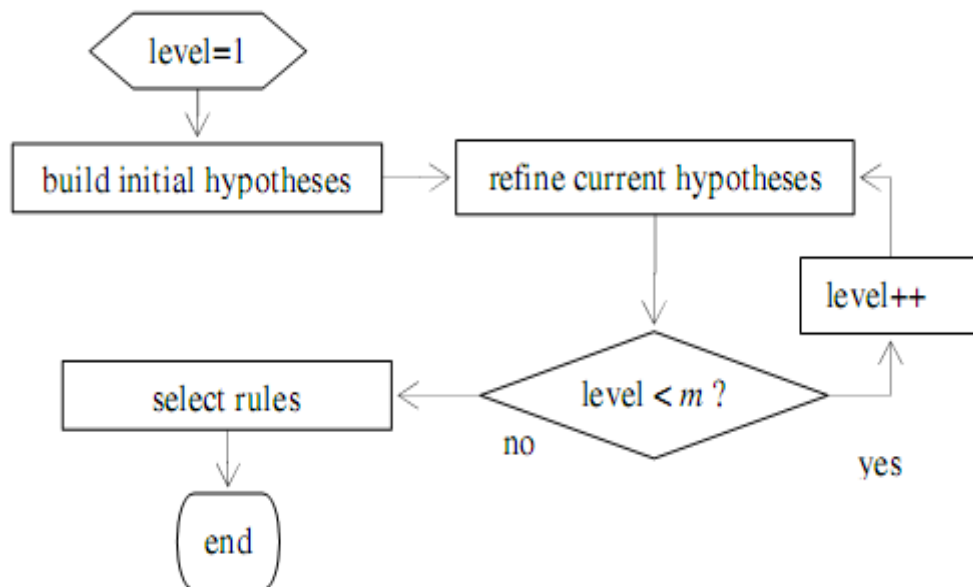 level=1
build initial hypotheses
refine current hypotheses
level++
level < m ?
select rules
no
yes
end